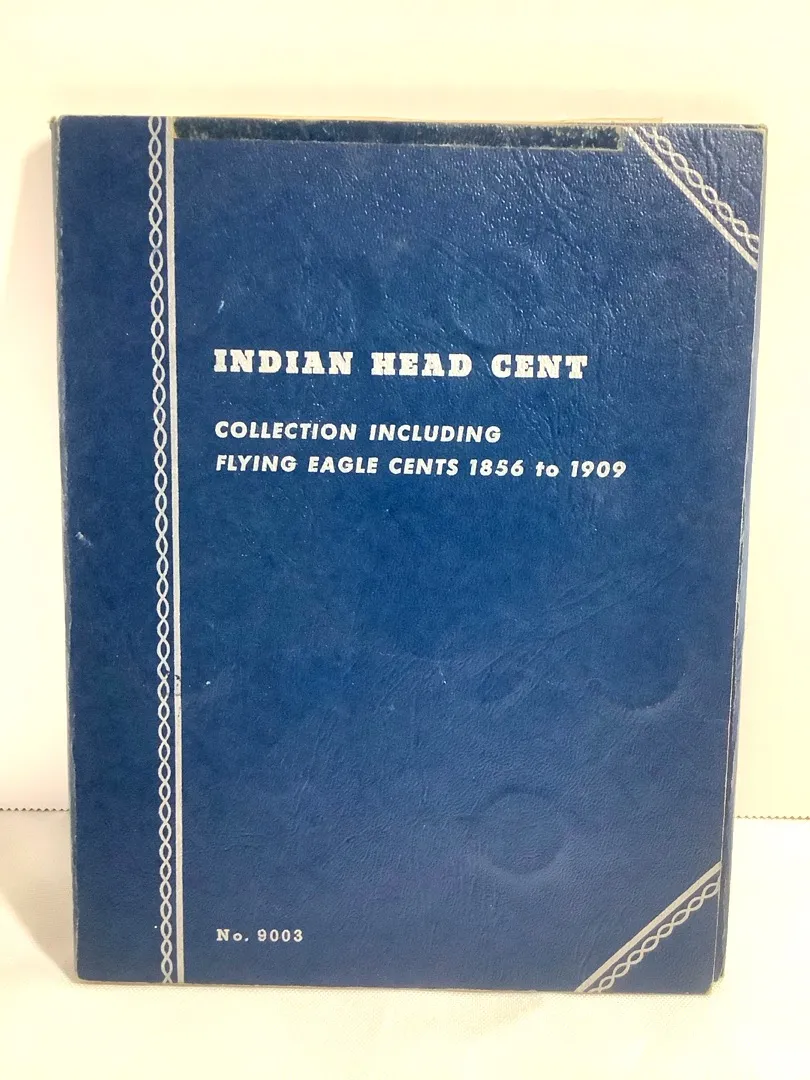 INDIAN HEAD CENT
COLLECTION INCLUDING
FLYING EAGLE CENTS 1856 to 1909
No. 9003